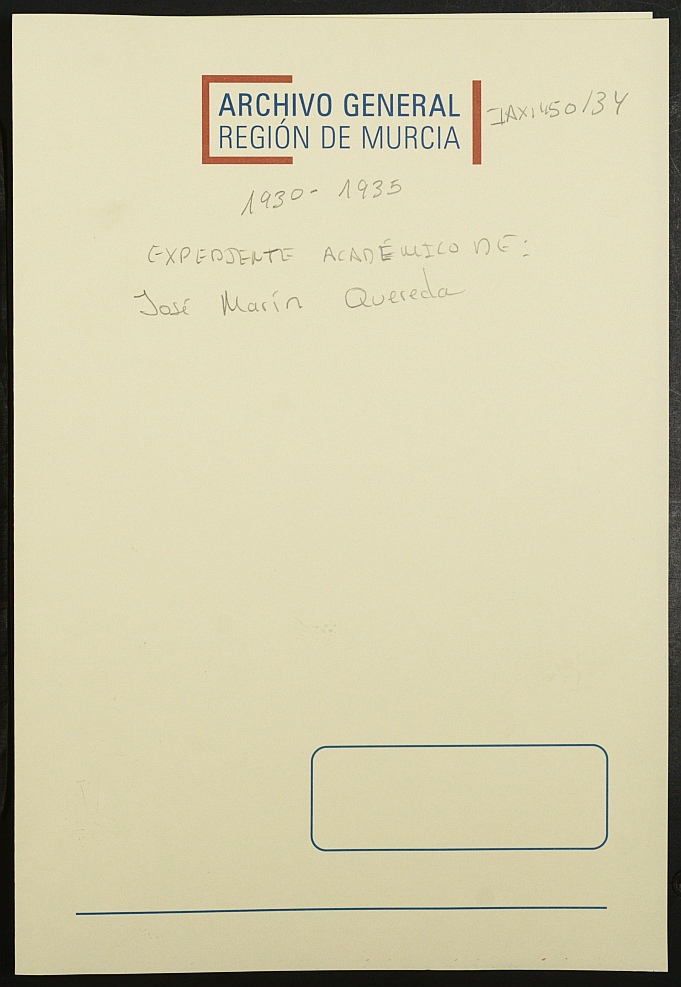 ARCHIVO GENERAL
REGIÓN DE MURCIA
IAX1450/34
1930-1935
EXPEDIENTE ACADÉMICO DE:
José Marín Quereda